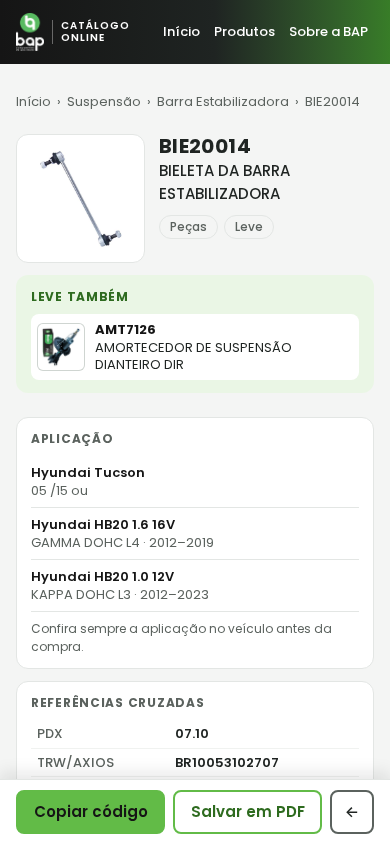 bap
CATÁLOGO
ONLINE
Início Produtos Sobre a BAP
Início › Suspensão › Barra Estabilizadora › BIE20014
BIE20014
BIELETA DA BARRA
ESTABILIZADORA
Peças Leve
LEVE TAMBÉM
AMT7126
AMORTECEDOR DE SUSPENSÃO
DIANTEIRO DIR
APLICAÇÃO
Hyundai Tucson
05 /15 ou
Hyundai HB20 1.6 16V
GAMMA DOHC L4 · 2012–2019
Hyundai HB20 1.0 12V
KAPPA DOHC L3 · 2012–2023
Confira sempre a aplicação no veículo antes da
compra.
REFERÊNCIAS CRUZADAS
PDX 07.10
TRW/AXIOS BR10053102707
Copiar código Salvar em PDF ←